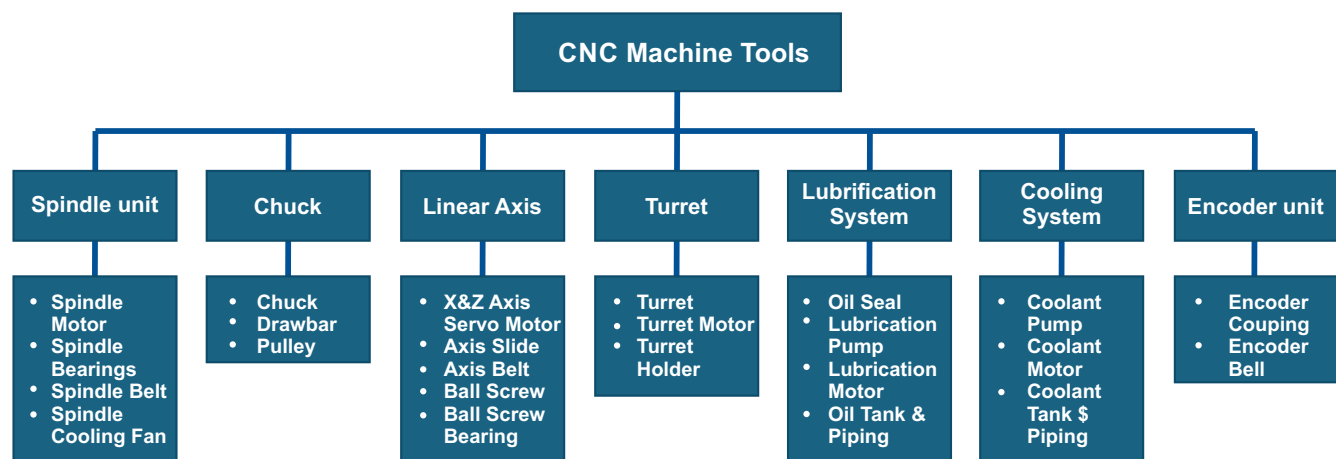 CNC Machine Tools
Spindle unit
Chuck
Linear Axis
Turret
Lubrification
System
Cooling
System
Encoder unit
• Spindle
Motor
• Spindle
Bearings
• Spindle Belt
• Spindle
Cooling Fan
• Chuck
• Drawbar
• Pulley
• X&Z Axis
Servo Motor
• Axis Slide
• Axis Belt
• Ball Screw
• Ball Screw
Bearing
• Turret
• Turret Motor
• Turret
Holder
• Oil Seal
• Lubrication
Pump
• Lubrication
Motor
• Oil Tank &
Piping
• Coolant
Pump
• Coolant
Motor
• Coolant
Tank $
Piping
• Encoder
Couping
• Encoder
Bell